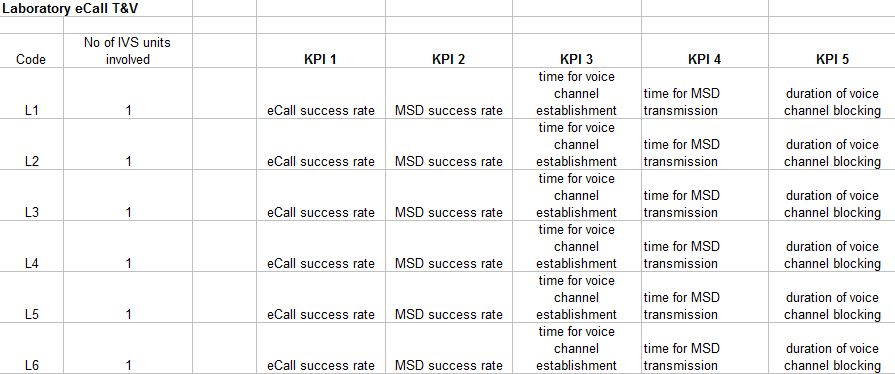 Laboratory eCall T&V
No of IVS units
Code involved KPI 1 KPI 2 KPI 3 KPI 4 KPI 5
time for voice
channel time for MSD duration of voice
L1 1 eCall success rate MSD success rate establishment transmission channel blocking
time for voice
channel time for MSD duration of voice
L2 1 eCall success rate MSD success rate establishment transmission channel blocking
time for voice
channel time for MSD duration of voice
L3 1 eCall success rate MSD success rate establishment transmission channel blocking
time for voice
channel time for MSD duration of voice
L4 1 eCall success rate MSD success rate establishment transmission channel blocking
time for voice
channel time for MSD duration of voice
L5 1 eCall success rate MSD success rate establishment transmission channel blocking
time for voice
channel time for MSD duration of voice
L6 1 eCall success rate MSD success rate establishment transmission channel blocking